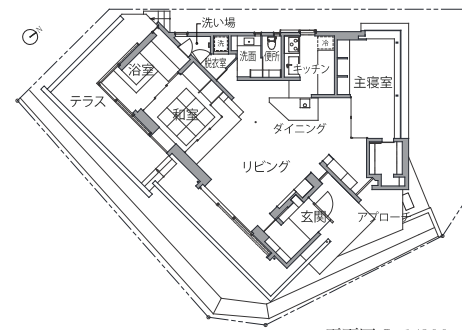 洗い場
浴室
脱衣室
洗
洗面
便所
キッチン
冷
主寝室
テラス
和室
ダイニング
リビング
玄関
アプローチ